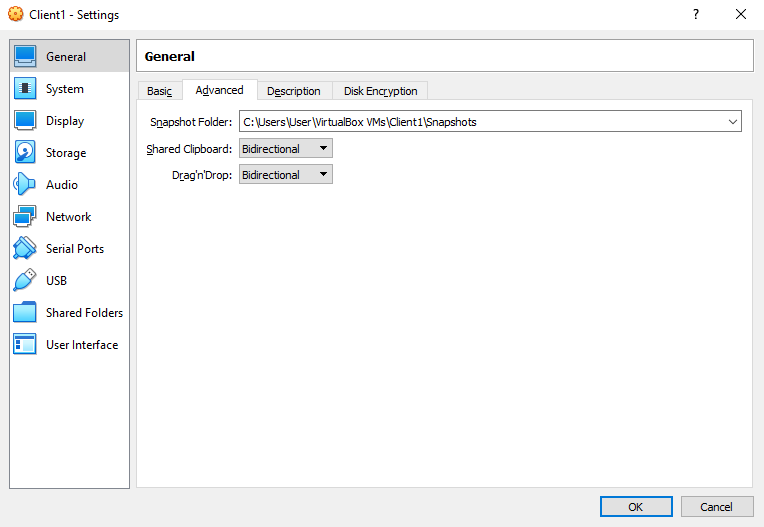 Client1 - Settings
?
General
System
Display
Storage
Audio
Network
Serial Ports
USB
Shared Folders
User Interface
General
Basic Advanced Description Disk Encryption
Snapshot Folder: C:\Users\User\VirtualBox VMs\Client1\Snapshots
Shared Clipboard: Bidirectional
Drag'n'Drop: Bidirectional
OK Cancel